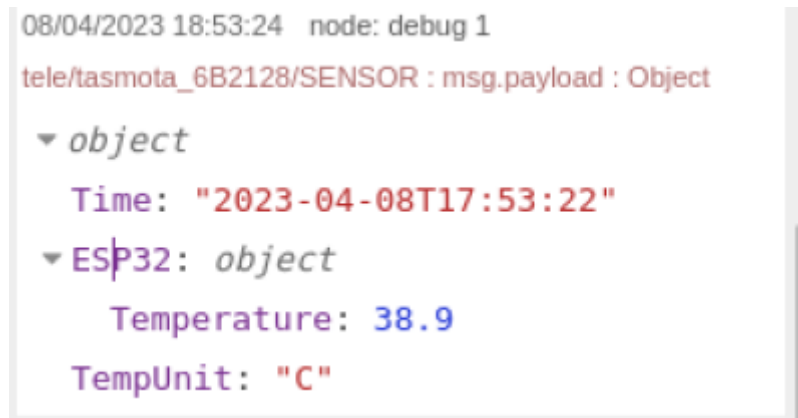 08/04/2023 18:53:24 node: debug 1
tele/tasmota_6B2128/SENSOR : msg.payload : Object
object
Time: "2023-04-08T17:53:22"
ESP32: object
Temperature: 38.9
TempUnit: "C"